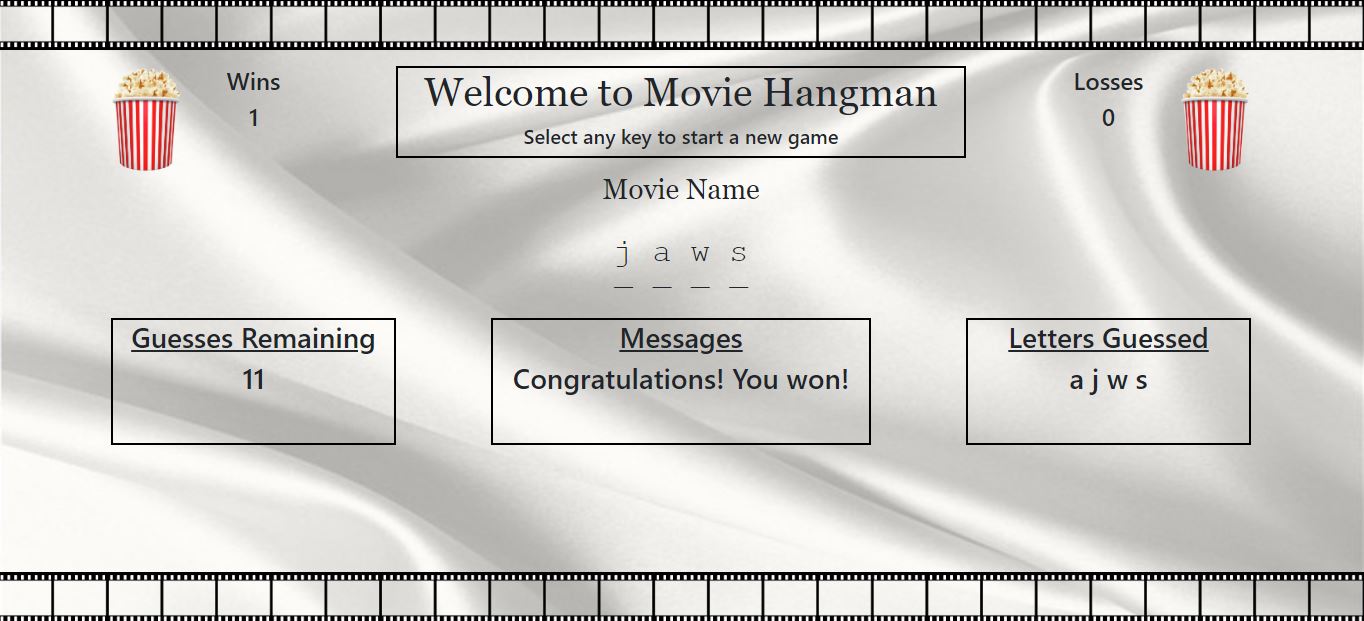 Wins
1
Welcome to Movie Hangman
Select any key to start a new game
Losses
0
Movie Name
j a w s
_ _ _ _
Guesses Remaining
11
Messages
Congratulations! You won!
Letters Guessed
a j w s